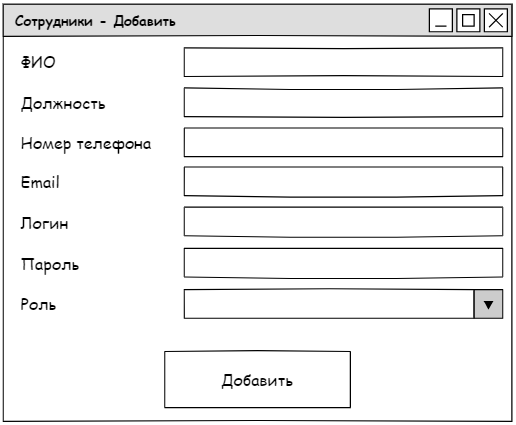 Сотрудники - Добавить
ФИО
Должность
Номер телефона
Email
Логин
Пароль
Роль
Добавить